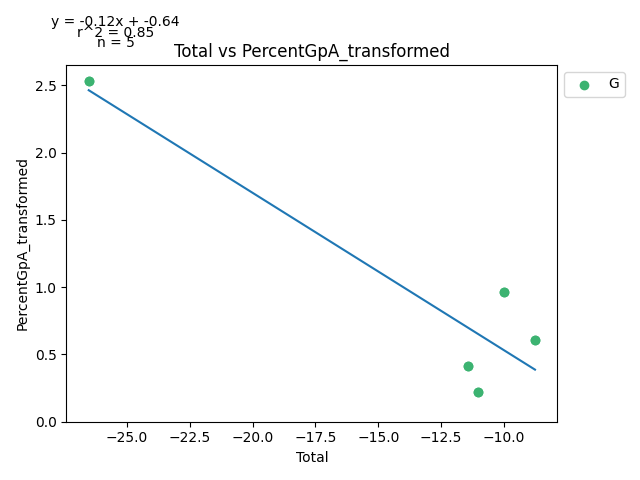 y = -0.12x + -0.64
r^2 = 0.85
n = 5
Total vs PercentGpA_transformed
G
PercentGpA_transformed
2.5
2.0
1.5
1.0
0.5
0.0
−25.0 −22.5 −20.0 −17.5 −15.0 −12.5 −10.0
Total